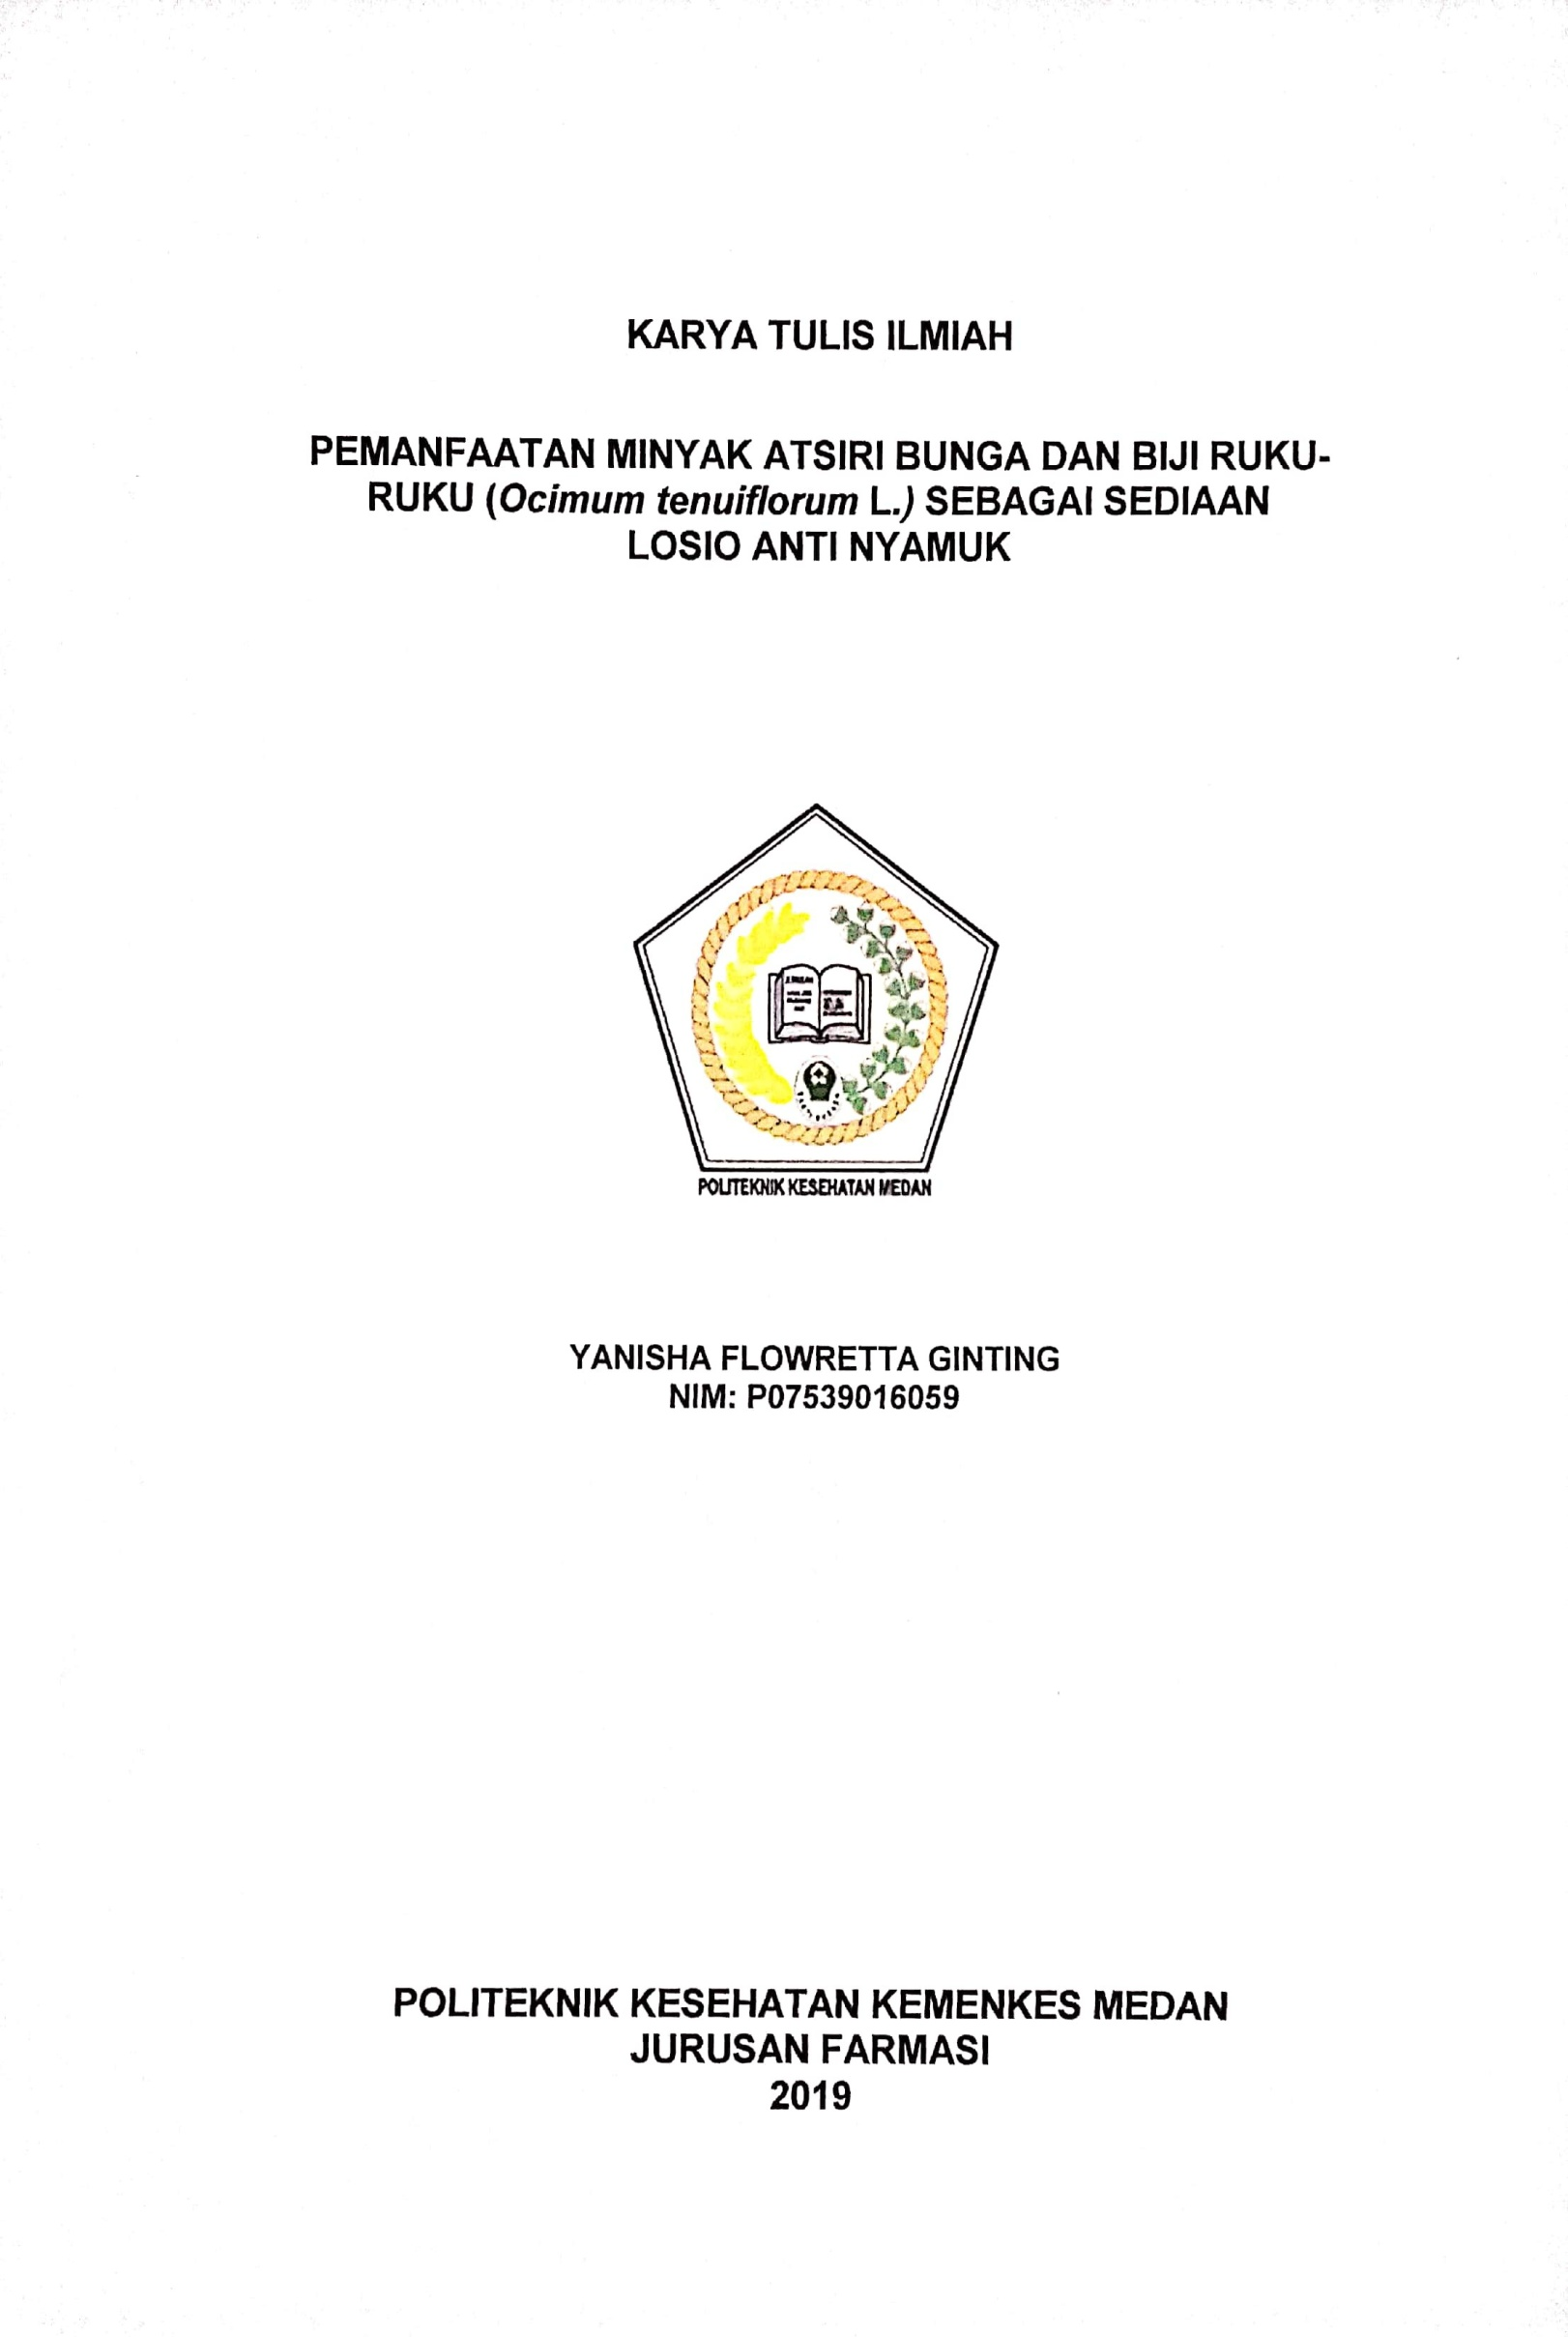 KARYA TULIS ILMIAH
PEMANFAATAN MINYAK ATSIRI BUNGA DAN BIJI RUKU-
RUKU (Ocimum tenuiflorum L.) SEBAGAI SEDIAAN
LOSIO ANTI NYAMUK
POLITEKNIK KESEHATAN MEDAN
YANISHA FLOWRETTA GINTING
NIM: P07539016059
POLITEKNIK KESEHATAN KEMENKES MEDAN
JURUSAN FARMASI
2019